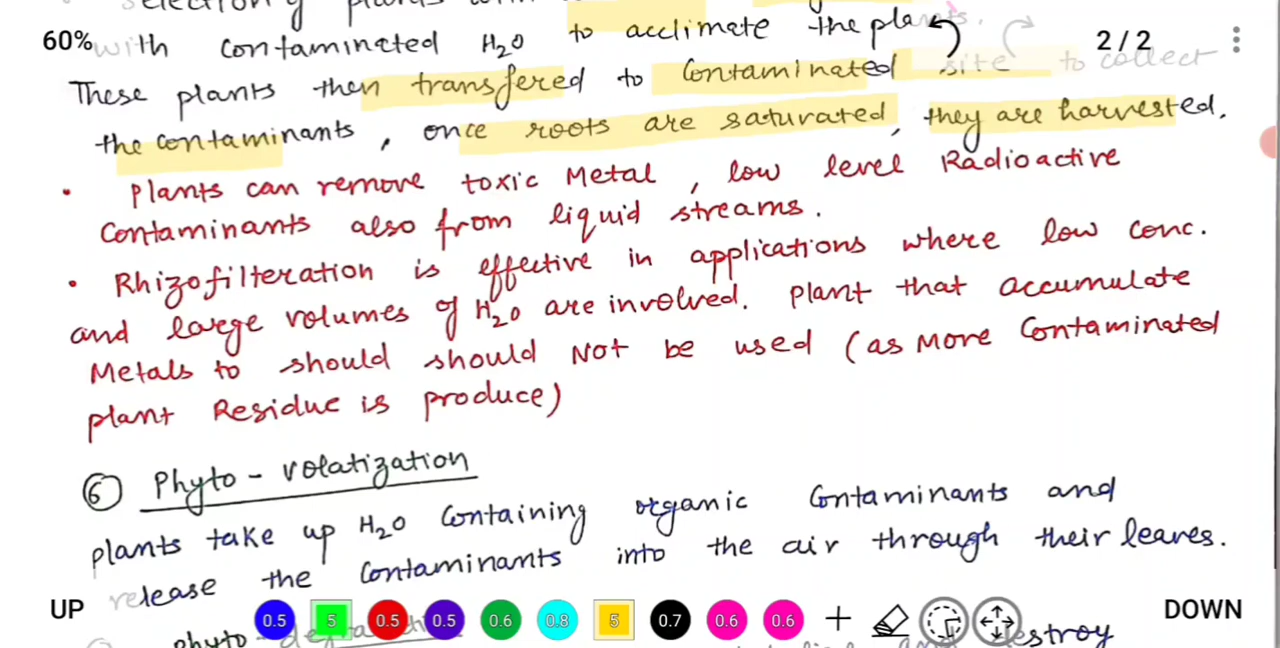 selection of plants
60% with contaminated H₂O to acclimate the plants. 2/2
These plants then transfered to Contaminated site to collect
the contaminants, once roots are saturated, they are harvested.
• Plants can remove toxic Metal, low level Radioactive
Contaminants also from liquid streams.
• Rhizofilteration is effective in applications where low conc.
and large volumes of H₂O are involved. Plant that accumulate
Metals to should should Not be used (as More Contaminated
plant Residue is produce)
⑥ Phyto - volatization
plants take up H₂O Containing organic Contaminants and
release the Contaminants into the air through their leaves.
UP 0.5 5 0.5 0.5 0.6 0.8 5 0.7 0.6 0.6 + DOWN
phyto - destroy